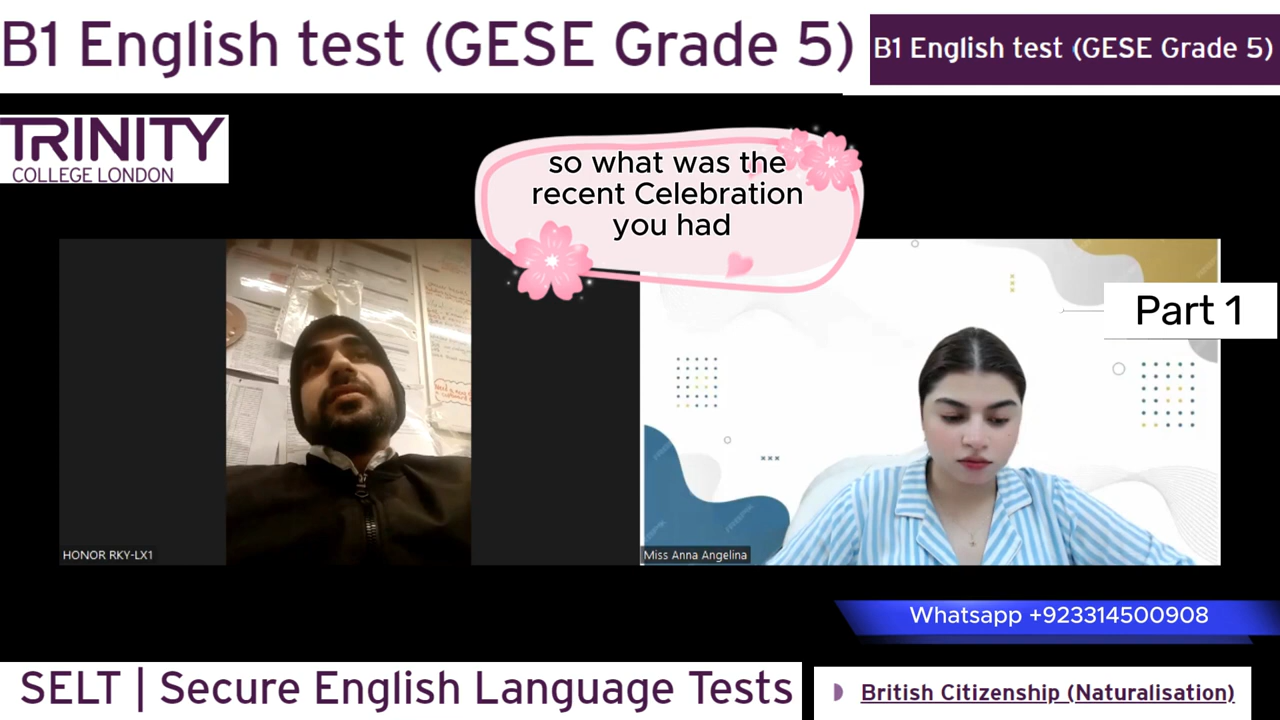 B1 English test (GESE Grade 5)
B1 English test (GESE Grade 5)
TRINITY
COLLEGE LONDON
so what was the
recent Celebration
you had
Part 1
HONOR RKY-LX1
Miss Anna Angelina
Whatsapp +923314500908
SELT | Secure English Language Tests
British Citizenship (Naturalisation)